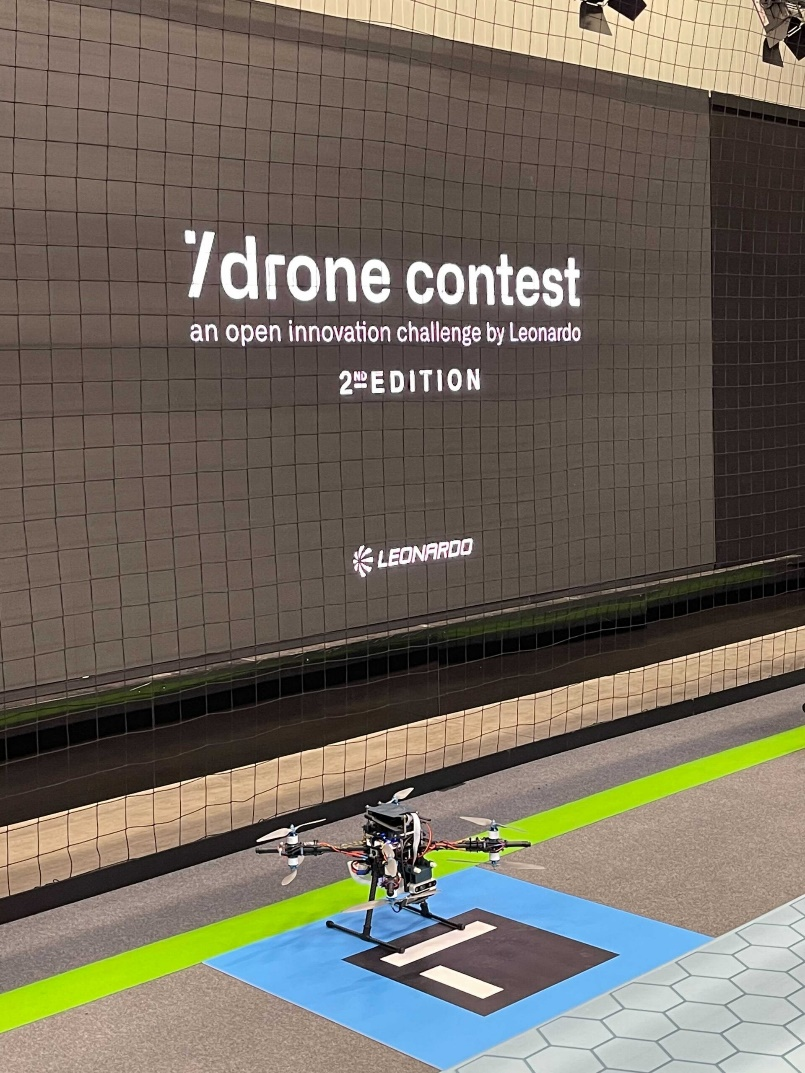 drone contest
an open innovation challenge by Leonardo
2ND EDITION
LEONARDO